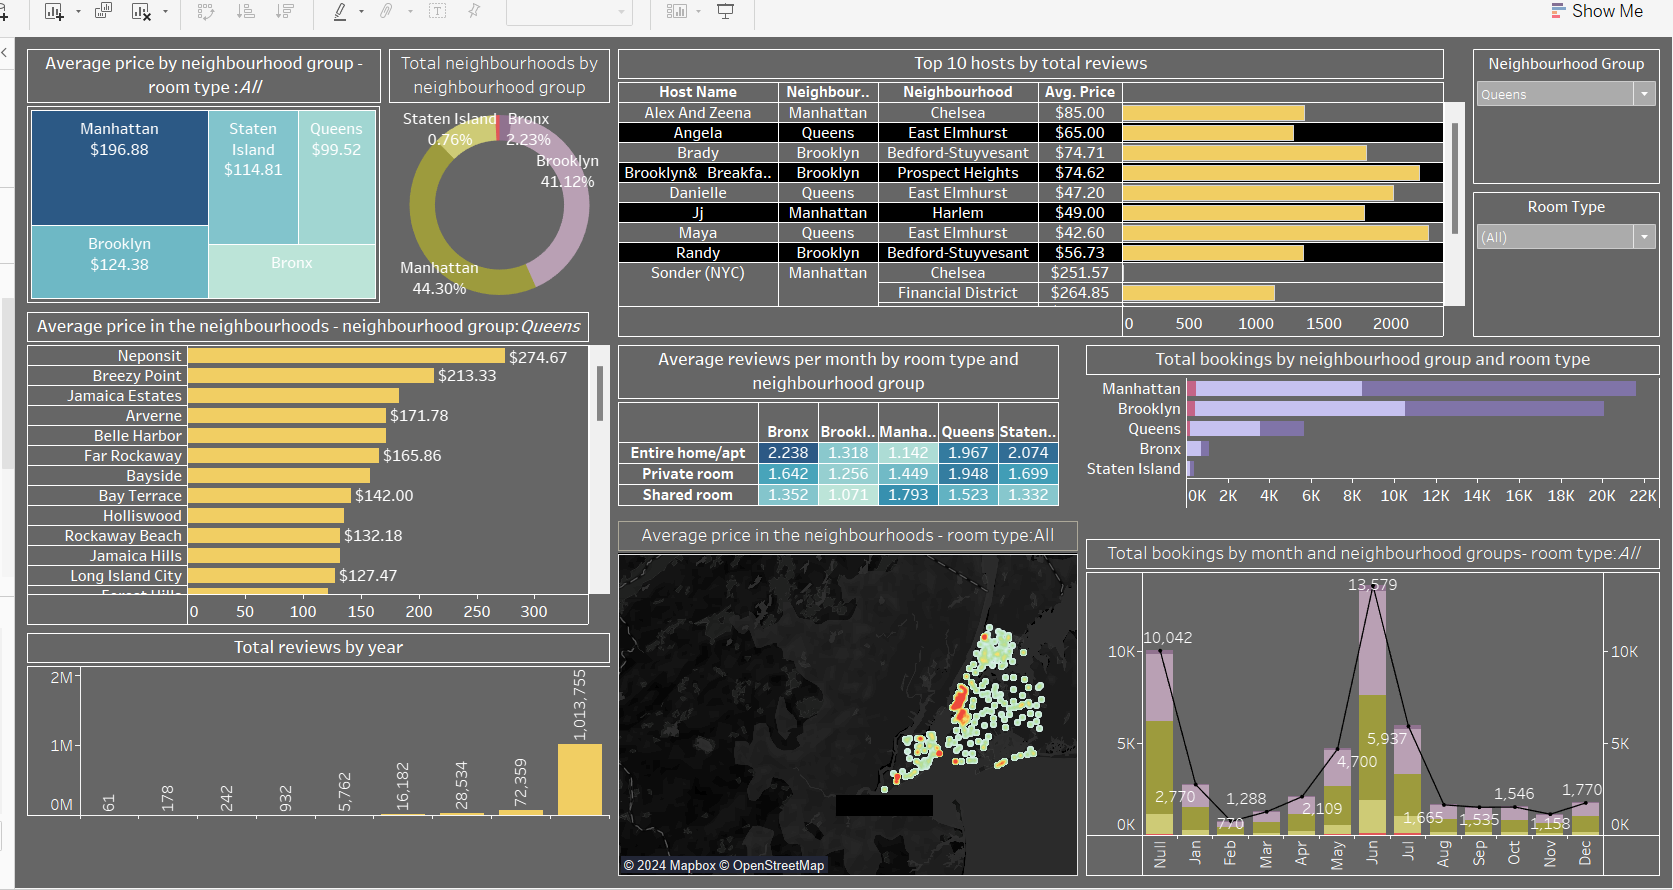 Show Me
Average price by neighbourhood group -
room type :All
Manhattan
$196.88
Staten
Island
$114.81
Queens
$99.52
Brooklyn
$124.38
Bronx
Total neighbourhoods by
neighbourhood group
Staten Island
0.76%
Bronx
2.23%
Brooklyn
41.12%
Manhattan
44.30%
Top 10 hosts by total reviews
Host Name Neighbour.. Neighbourhood Avg. Price
Alex And Zeena Manhattan Chelsea $85.00
Angela Queens East Elmhurst $65.00
Brady Brooklyn Bedford-Stuyvesant $74.71
Brooklyn& Breakfa.. Brooklyn Prospect Heights $74.62
Danielle Queens East Elmhurst $47.20
Jj Manhattan Harlem $49.00
Maya Queens East Elmhurst $42.60
Randy Brooklyn Bedford-Stuyvesant $56.73
Sonder (NYC) Manhattan Chelsea $251.57
Financial District $264.85
0 500 1000 1500 2000
Neighbourhood Group
Queens
Room Type
(All)
Average price in the neighbourhoods - neighbourhood group:Queens
Neponsit $274.67
Breezy Point $213.33
Jamaica Estates
Arverne $171.78
Belle Harbor
Far Rockaway $165.86
Bayside
Bay Terrace $142.00
Holliswood
Rockaway Beach $132.18
Jamaica Hills
Long Island City $127.47
Forest Hills
0 50 100 150 200 250 300
Average reviews per month by room type and
neighbourhood group
Bronx Brookl.. Manha.. Queens Staten..
Entire home/apt 2.238 1.318 1.142 1.967 2.074
Private room 1.642 1.256 1.449 1.948 1.699
Shared room 1.352 1.071 1.793 1.523 1.332
Total bookings by neighbourhood group and room type
Manhattan
Brooklyn
Queens
Bronx
Staten Island
0K 2K 4K 6K 8K 10K 12K 14K 16K 18K 20K 22K
Total reviews by year
2M
1M
0M
61
178
242
932
5,762
16,182
28,534
72,359
1,013,755
Average price in the neighbourhoods - room type:All
© 2024 Mapbox © OpenStreetMap
Total bookings by month and neighbourhood groups- room type:All
10K
5K
0K
10,042
2,770
770
1,288
2,109
4,700
13,579
5,937
1,665
1,535
1,546
1,158
1,770
10K
5K
0K
Null Jan Feb Mar Apr May Jun Jul Aug Sep Oct Nov Dec